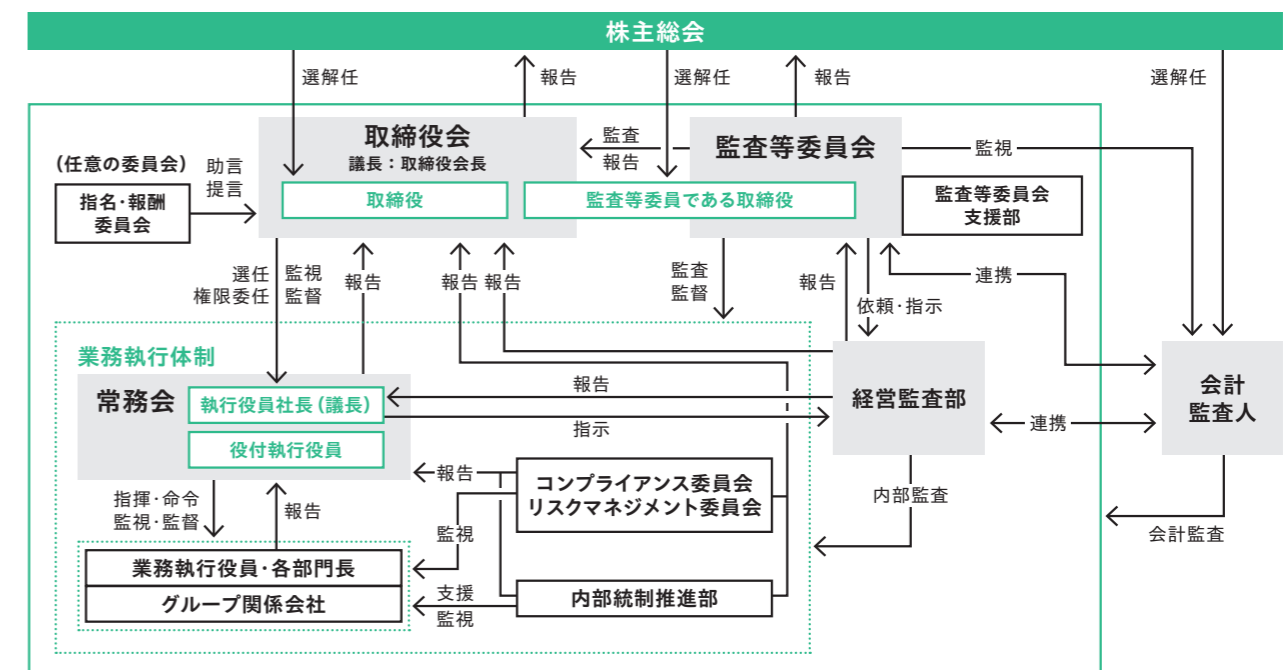 株主総会
選解任
報告
選解任
報告
選解任
取締役会
議長：取締役会長
取締役
監査
報告
監査等委員会
監査等委員である取締役
監視
監査等委員会
支援部
(任意の委員会)
指名・報酬
委員会
助言
提言
選任
権限委任
監視
監督
報告
報告
報告
監査
監督
報告
依頼・指示
連携
業務執行体制
常務会
執行役員社長(議長)
役付執行役員
報告
指示
経営監査部
連携
会計
監査人
報告
コンプライアンス委員会
リスクマネジメント委員会
内部監査
会計監査
指揮・命令
監視・監督
報告
監視
業務執行役員・各部門長
グループ関係会社
支援
監視
内部統制推進部